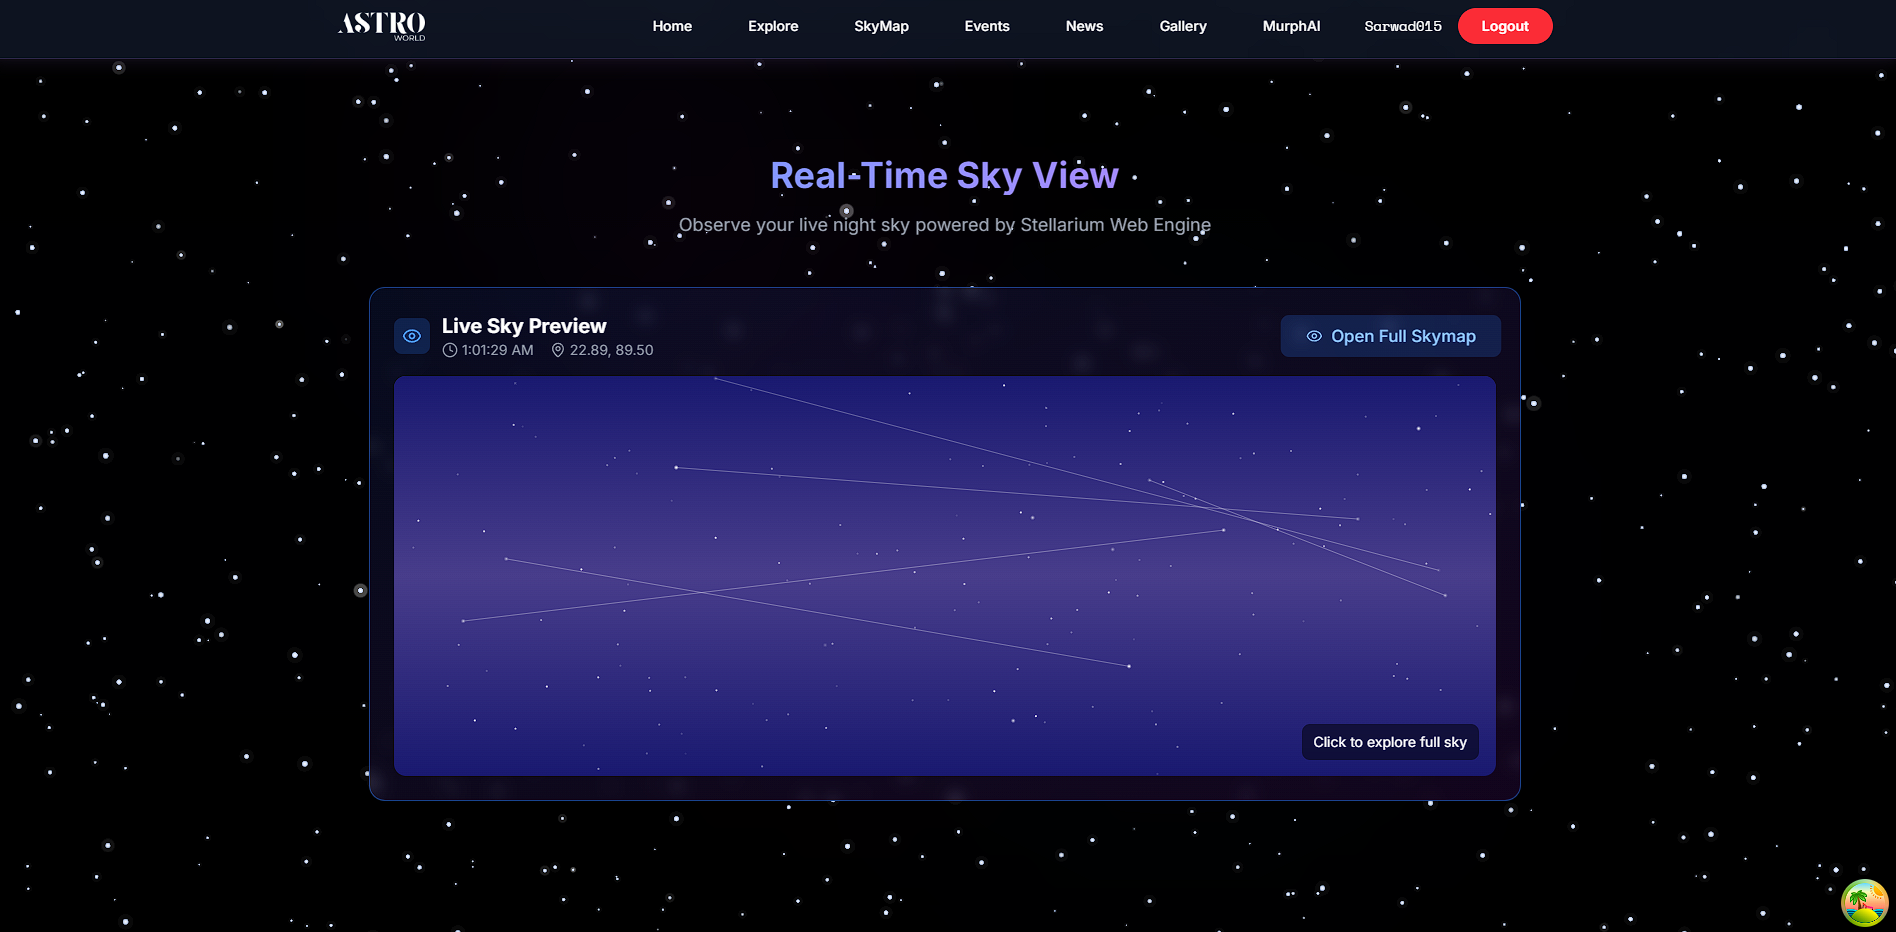 ASTRO
WORLD
Home Explore SkyMap Events News Gallery MurphAI Sarwad015 Logout
Real-Time Sky View
Observe your live night sky powered by Stellarium Web Engine
Live Sky Preview
1:01:29 AM 22.89, 89.50
Open Full Skymap
Click to explore full sky